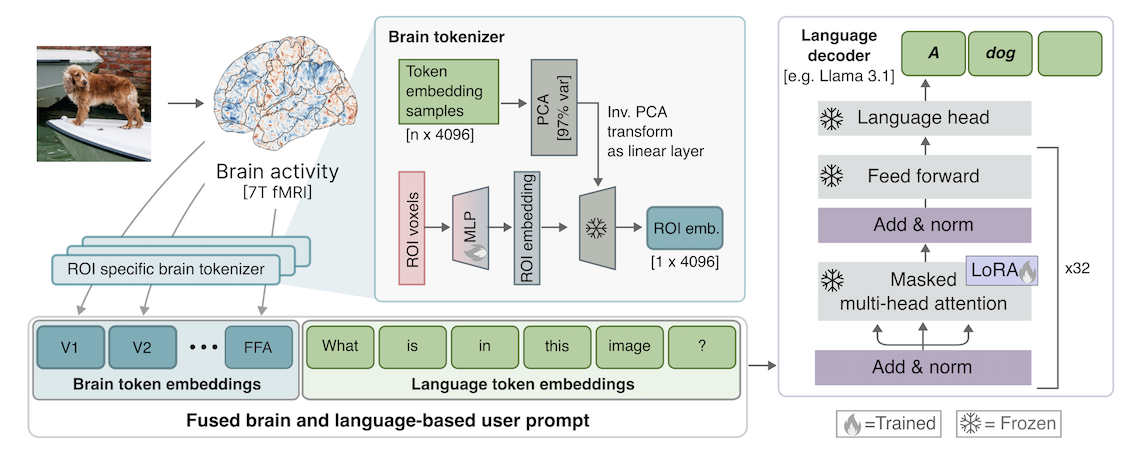 Brain activity
[7T fMRI]
ROI specific brain tokenizer
Brain tokenizer
Token
embedding
samples
[n x 4096]
PCA
[97% var]
Inv. PCA
transform
as linear layer
ROI voxels
MLP
ROI embedding
ROI emb.
[1 x 4096]
V1
V2
FFA
Brain token embeddings
What
is
in
this
image
?
Language token embeddings
Fused brain and language-based user prompt
Language
decoder
[e.g. Llama 3.1]
A
dog
Language head
Feed forward
Add & norm
LoRA
Masked
multi-head attention
Add & norm
x32
=Trained
= Frozen